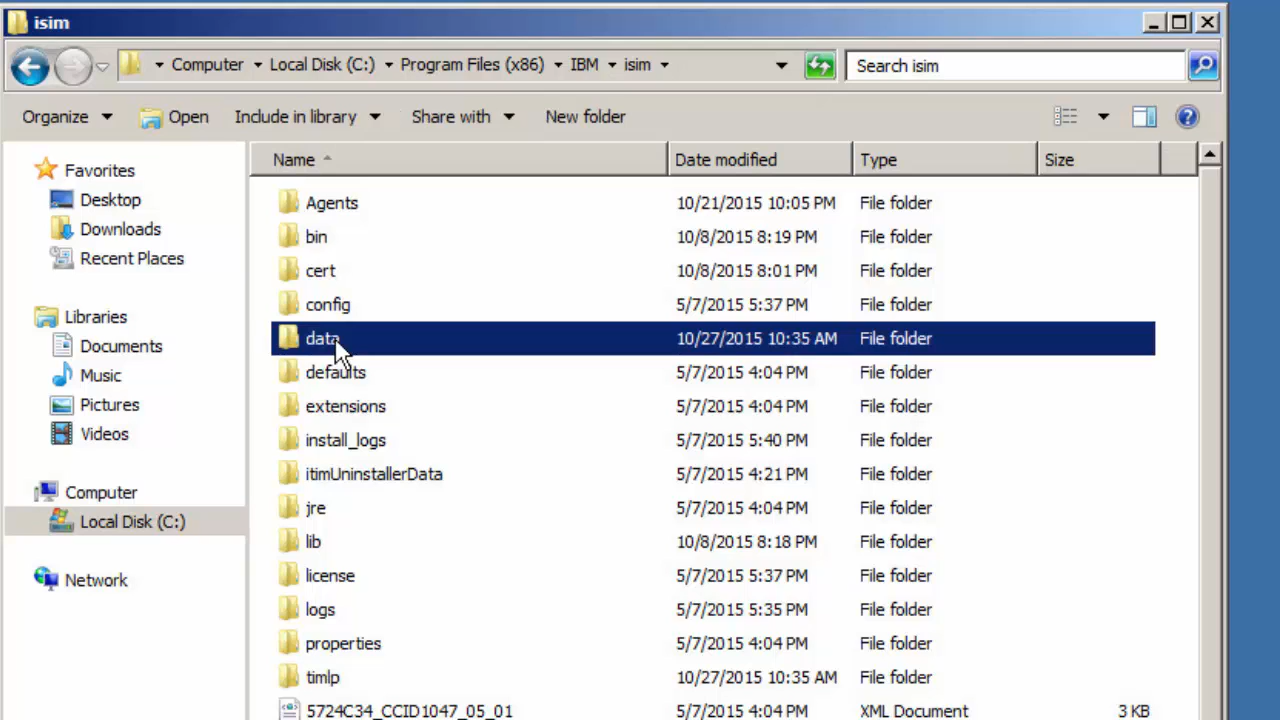 isim
Computer Local Disk (C:) Program Files (x86) IBM isim Search isim
Organize Open Include in library Share with New folder
Name Date modified Type Size
Favorites
Desktop
Downloads
Recent Places
Libraries
Documents
Music
Pictures
Videos
Computer
Local Disk (C:)
Network
Agents 10/21/2015 10:05 PM File folder
bin 10/8/2015 8:19 PM File folder
cert 10/8/2015 8:01 PM File folder
config 5/7/2015 5:37 PM File folder
data 10/27/2015 10:35 AM File folder
defaults 5/7/2015 4:04 PM File folder
extensions 5/7/2015 4:04 PM File folder
install_logs 5/7/2015 5:40 PM File folder
itimUninstallerData 5/7/2015 4:21 PM File folder
jre 5/7/2015 4:04 PM File folder
lib 10/8/2015 8:18 PM File folder
license 5/7/2015 5:37 PM File folder
logs 5/7/2015 5:35 PM File folder
properties 5/7/2015 4:04 PM File folder
timlp 10/27/2015 10:35 AM File folder
5724C34_CCID1047_05_01 5/7/2015 4:04 PM XML Document 3 KB